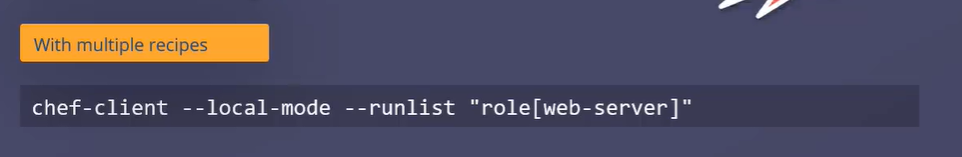 With multiple recipes
chef-client --local-mode --runlist "role[web-server]"